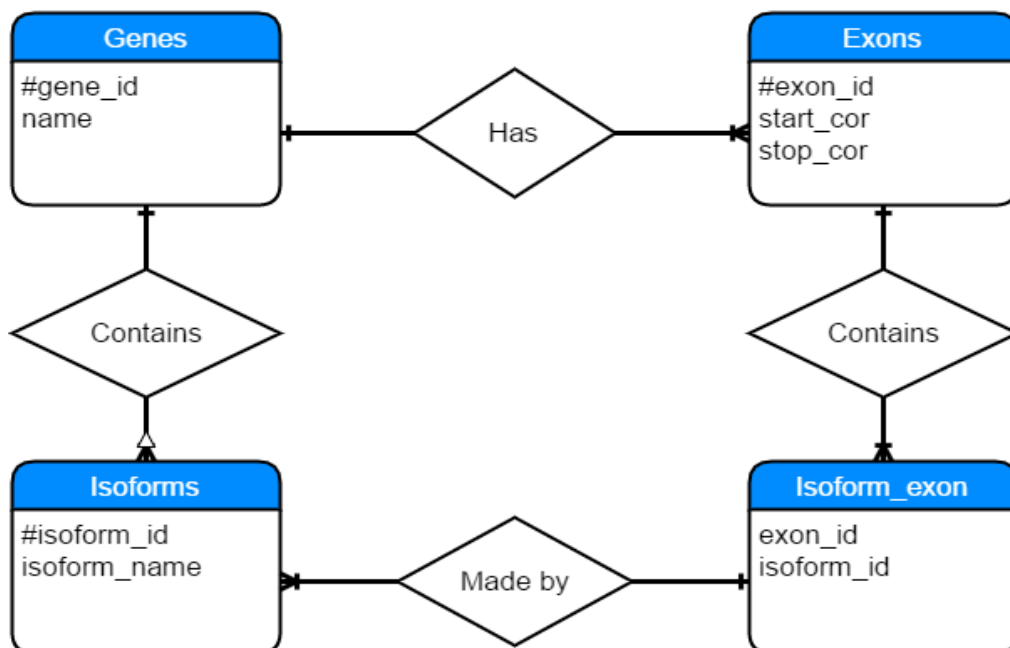 Genes
#gene_id
name
Has
Exons
#exon_id
start_cor
stop_cor
Contains
Contains
Isoforms
#isoform_id
isoform_name
Made by
Isoform_exon
exon_id
isoform_id